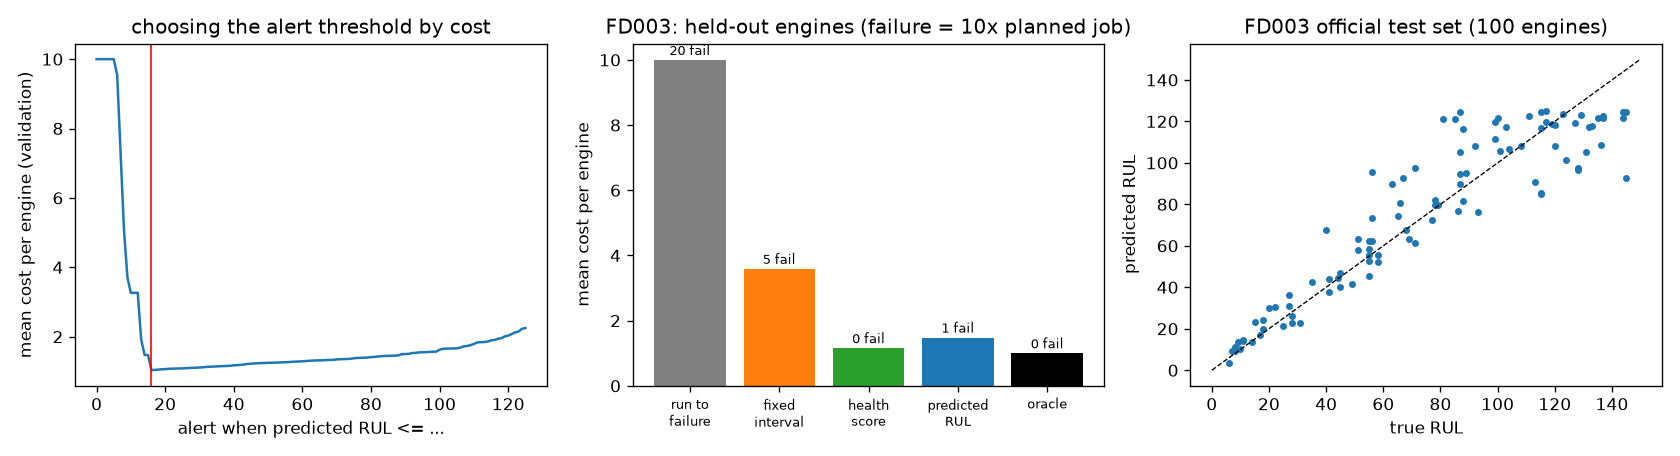 choosing the alert threshold by cost
mean cost per engine (validation)
10
8
6
4
2
0 20 40 60 80 100 120
alert when predicted RUL <= ...
FD003: held-out engines (failure = 10x planned job)
mean cost per engine
10
8
6
4
2
0
20 fail
5 fail
0 fail
1 fail
0 fail
run to
failure
fixed
interval
health
score
predicted
RUL
oracle
FD003 official test set (100 engines)
predicted RUL
140
120
100
80
60
40
20
0
0 20 40 60 80 100 120 140
true RUL